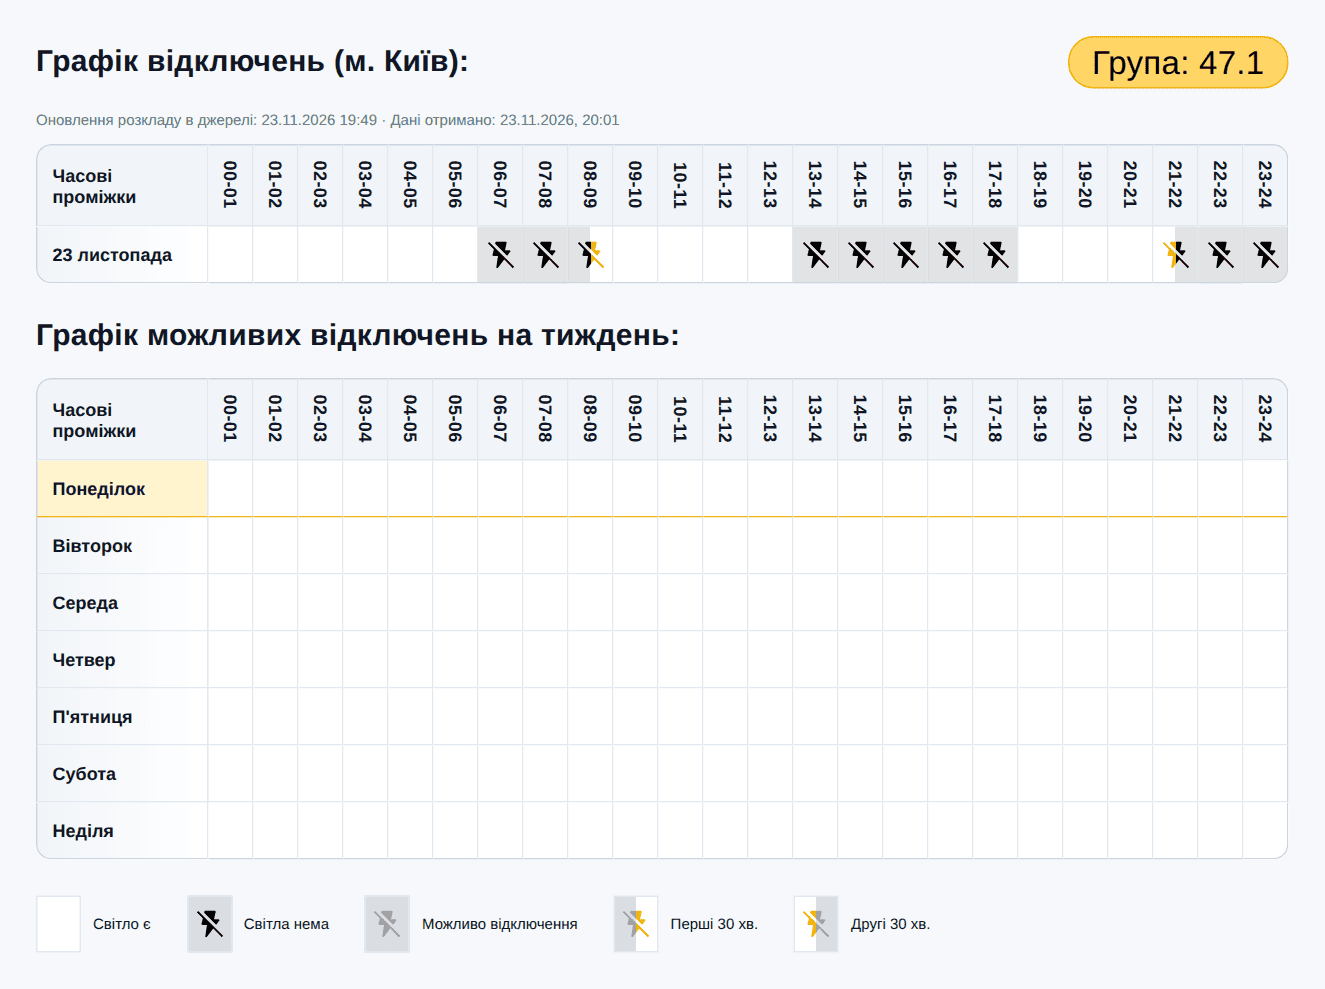 Графік відключень (м. Київ):
Група: 47.1
Оновлення розкладу в джерелі: 23.11.2026 19:49 · Дані отримано: 23.11.2026, 20:01
Часові проміжки 00-01 01-02 02-03 03-04 04-05 05-06 06-07 07-08 08-09 09-10 10-11 11-12 12-13 13-14 14-15 15-16 16-17 17-18 18-19 19-20 20-21 21-22 22-23 23-24
23 листопада
Графік можливих відключень на тиждень:
Часові проміжки 00-01 01-02 02-03 03-04 04-05 05-06 06-07 07-08 08-09 09-10 10-11 11-12 12-13 13-14 14-15 15-16 16-17 17-18 18-19 19-20 20-21 21-22 22-23 23-24
Понеділок
Вівторок
Середа
Четвер
П'ятниця
Субота
Неділя
Світло є Світла нема Можливо відключення Перші 30 хв. Другі 30 хв.